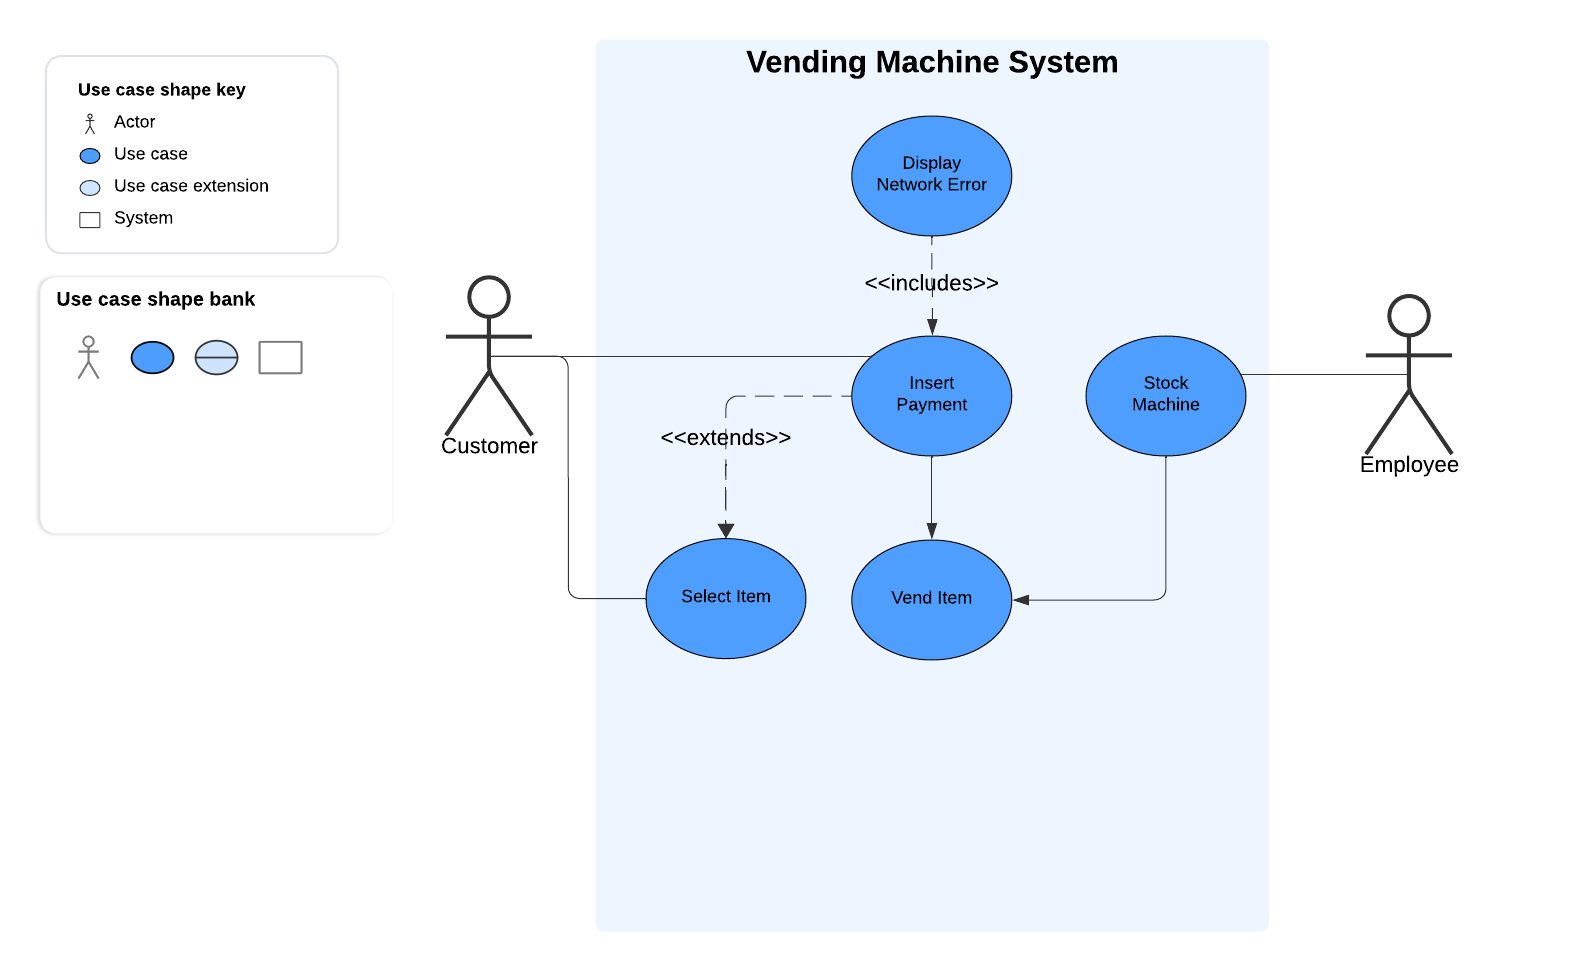 Vending Machine System
Use case shape key
Actor
Use case
Use case extension
System
Use case shape bank
Display
Network Error
<<includes>>
Insert
Payment
Stock
Machine
<<extends>>
Customer
Employee
Select Item
Vend Item